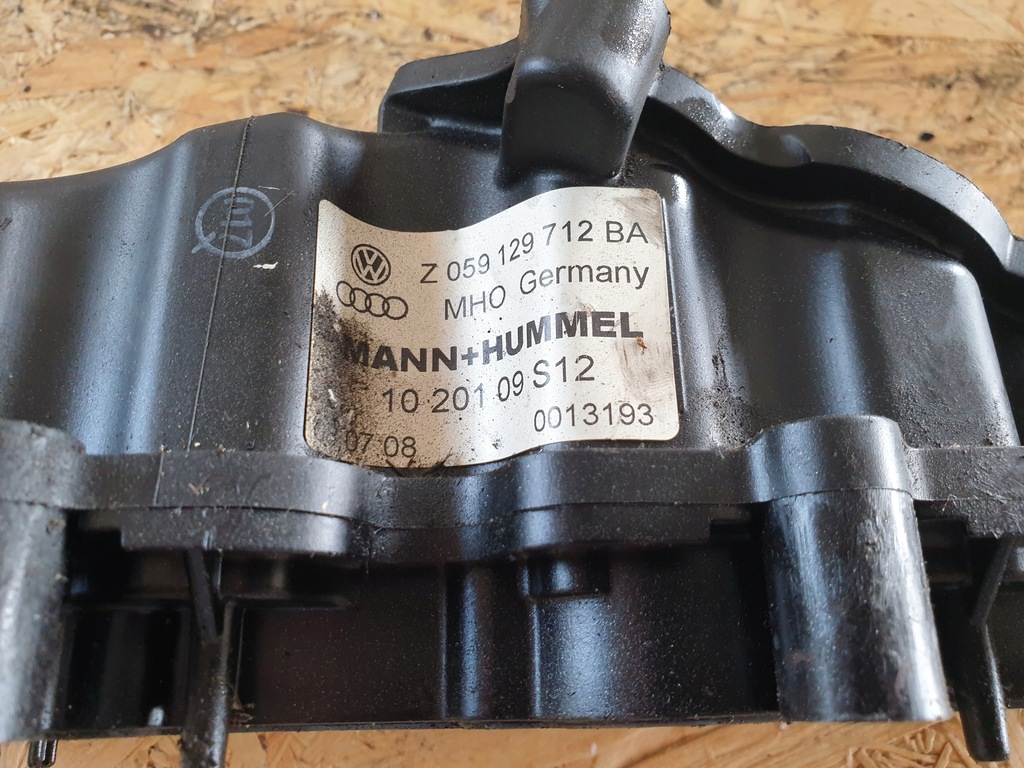 Z 059 129 712 BA
MHO Germany
MANN+HUMMEL
10 201 09 S12
0013193
07 08